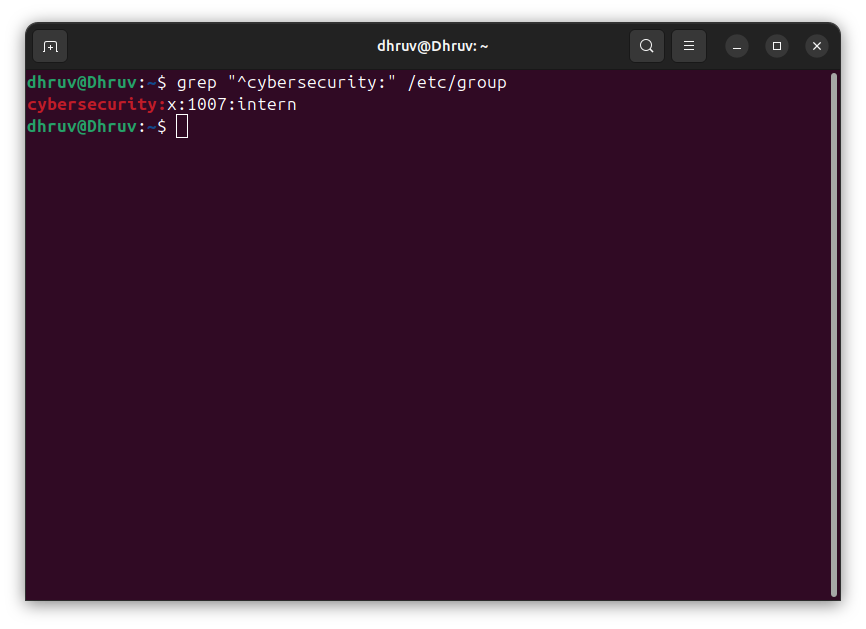 dhruv@Dhruv: ~
dhruv@Dhruv:~$ grep "^cybersecurity:" /etc/group
cybersecurity:x:1007:intern
dhruv@Dhruv:~$